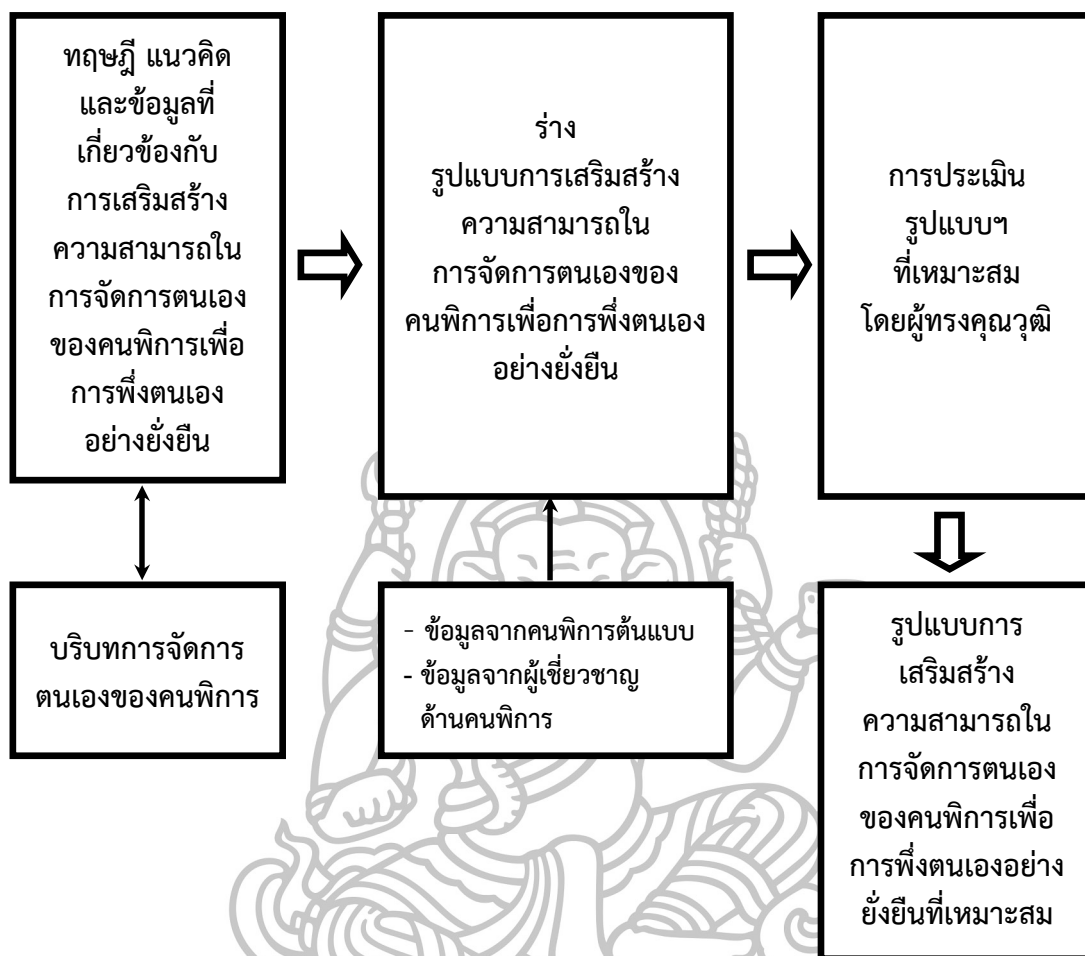 ทฤษฎี แนวคิด
และข้อมูลที่
เกี่ยวข้องกับ
การเสริมสร้าง
ความสามารถใน
การจัดการตนเอง
ของคนพิการเพื่อ
การพึ่งตนเอง
อย่างยั่งยืน
ร่าง
รูปแบบการเสริมสร้าง
ความสามารถใน
การจัดการตนเองของ
คนพิการเพื่อการพึ่งตนเอง
อย่างยั่งยืน
การประเมิน
รูปแบบฯ
ที่เหมาะสม
โดยผู้ทรงคุณวุฒิ
บริบทการจัดการ
ตนเองของคนพิการ
- ข้อมูลจากคนพิการต้นแบบ
- ข้อมูลจากผู้เชี่ยวชาญ
ด้านคนพิการ
รูปแบบการ
เสริมสร้าง
ความสามารถใน
การจัดการตนเอง
ของคนพิการเพื่อ
การพึ่งตนเองอย่าง
ยั่งยืนที่เหมาะสม